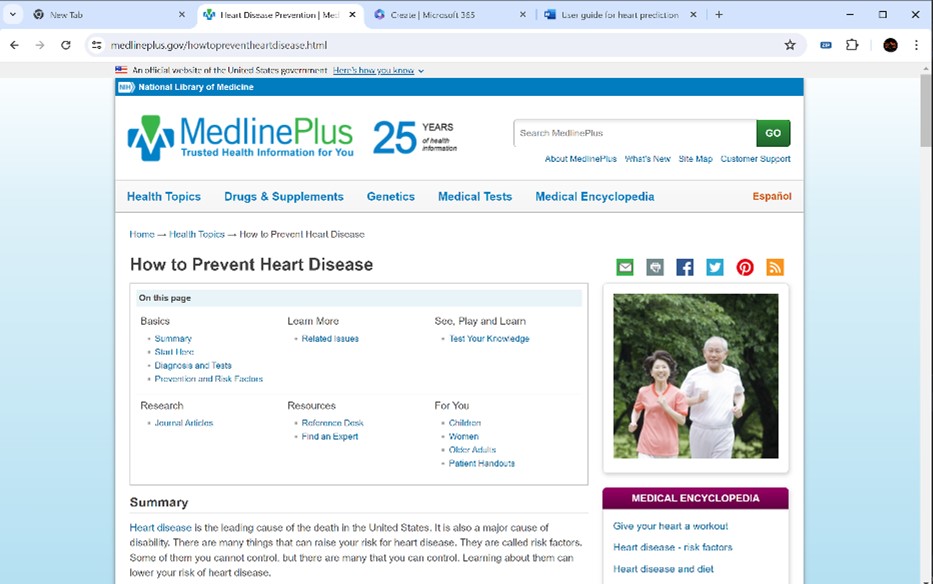 New Tab
Heart Disease Prevention | Med
Create | Microsoft 365
User guide for heart prediction
medlineplus.gov/howtopreventheartdisease.html
ZIP
An official website of the United States government Here's how you know
NIH National Library of Medicine
MedlinePlus
Trusted Health Information for You
25 YEARS
of health
information
Search MedlinePlus
GO
About MedlinePlus What's New Site Map Customer Support
Health Topics Drugs & Supplements Genetics Medical Tests Medical Encyclopedia Español
Home → Health Topics → How to Prevent Heart Disease
How to Prevent Heart Disease
On this page
Basics
Summary
Start Here
Diagnosis and Tests
Prevention and Risk Factors
Learn More
Related Issues
See, Play and Learn
Test Your Knowledge
Research
Journal Articles
Resources
Reference Desk
Find an Expert
For You
Children
Women
Older Adults
Patient Handouts
Summary
Heart disease is the leading cause of the death in the United States. It is also a major cause of
disability. There are many things that can raise your risk for heart disease. They are called risk factors.
Some of them you cannot control, but there are many that you can control. Learning about them can
lower your risk of heart disease.
MEDICAL ENCYCLOPEDIA
Give your heart a workout
Heart disease - risk factors
Heart disease and diet